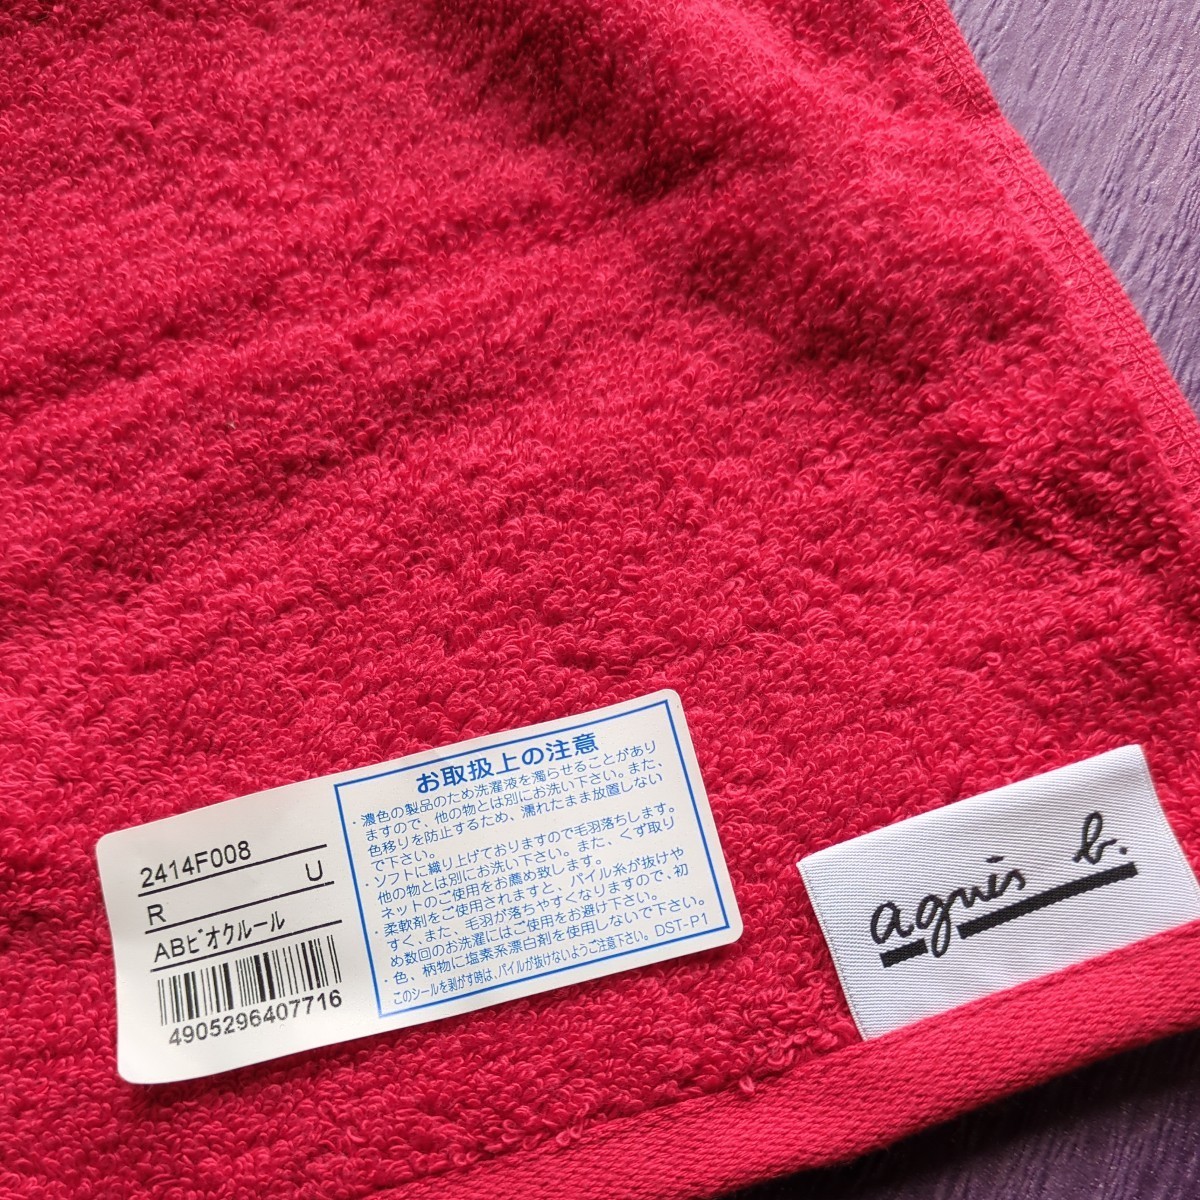 2414F008
U
R
ABﾋﾞオクルール
4905296407716
お取扱上の注意
・濃色の製品のため洗濯液を濁らせることがあり
ますので、他の物とは別にお洗い下さい。また、
色移りを防止するため、濡れたまま放置しない
で下さい。
・ソフトに織り上げておりますので毛羽落ちします。
他の物とは別にお洗い下さい。また、くず取り
ネットのご使用をお薦め致します。
・柔軟剤をご使用されますと、パイル糸が抜けや
すく、また、毛羽が落ちやすくなりますので、初
め数回のお洗濯にはご使用をお避け下さい。
・色、柄物に塩素系漂白剤を使用しないで下さい。
このシールを剥がす時は、パイルが抜けないようご注意下さい。DST-P1
agnès b.